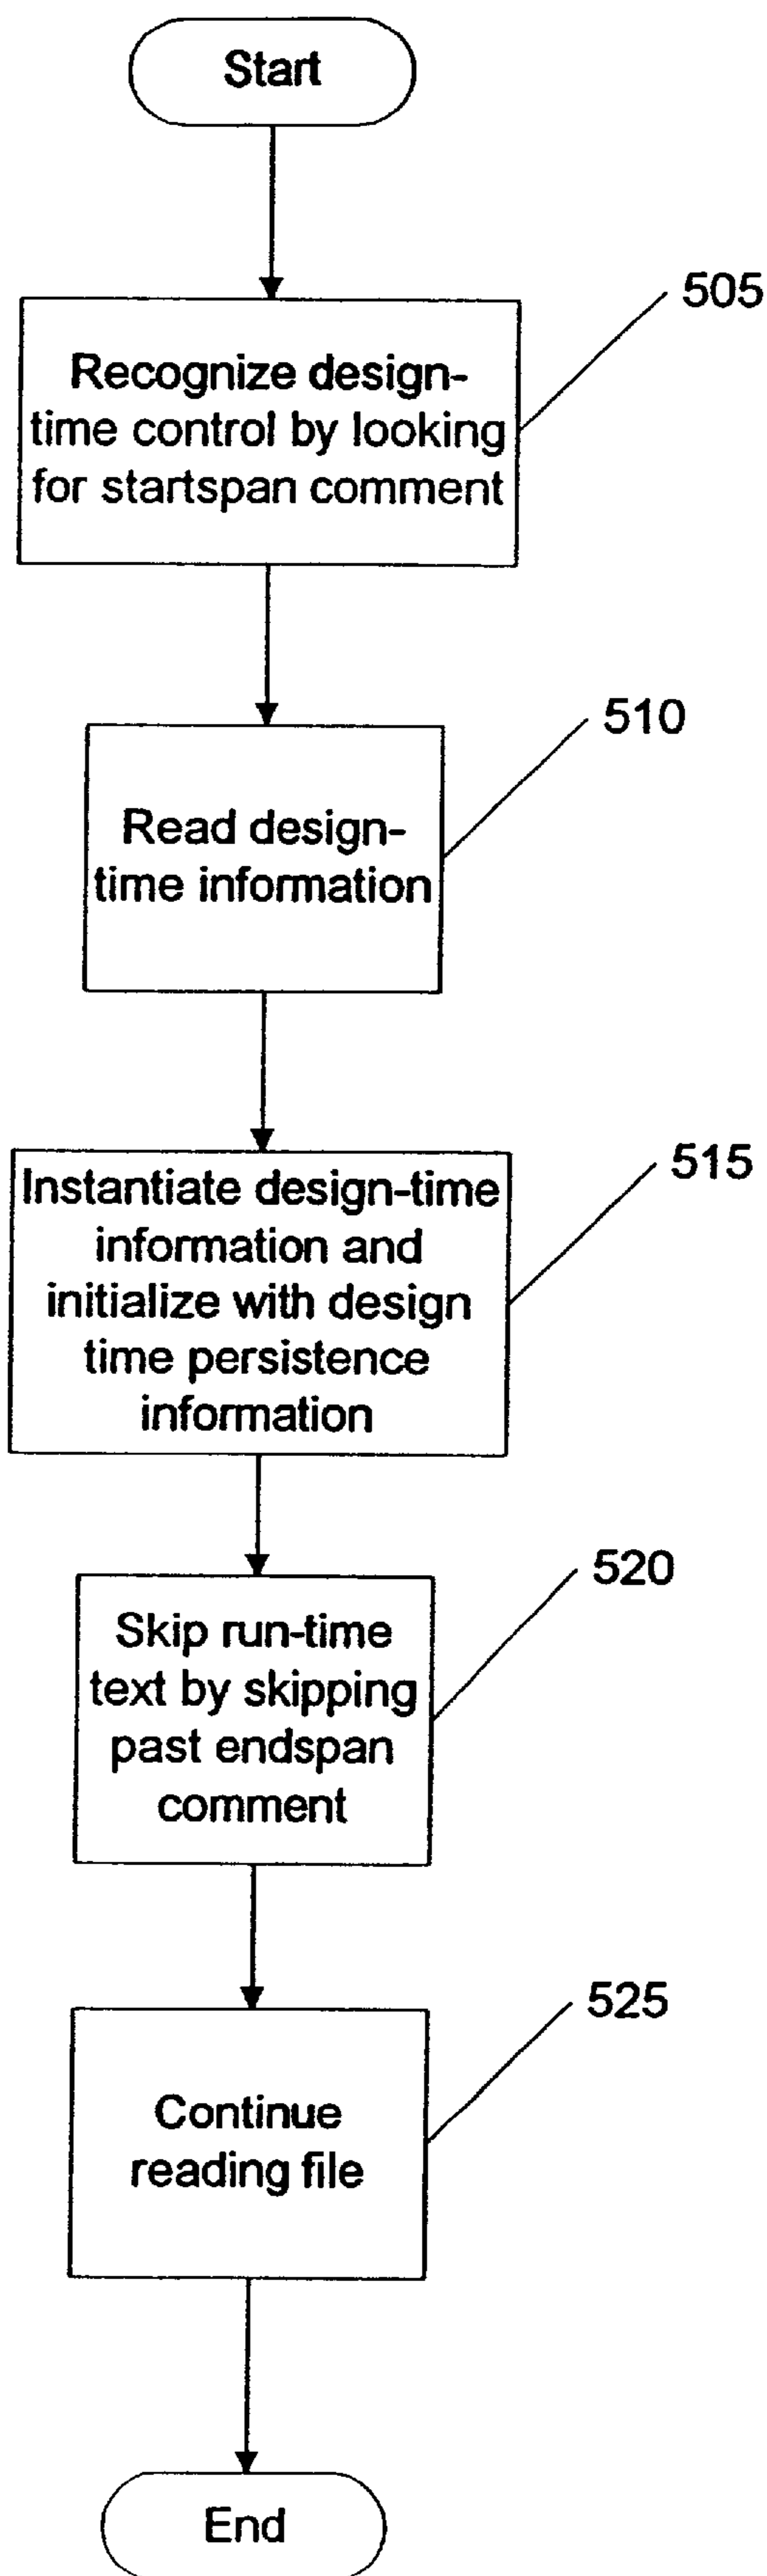 Start
505
Recognize design-
time control by looking
for startspan comment
510
Read design-
time information
515
Instantiate design-time
information and
initialize with design
time persistence
information
520
Skip run-time
text by skipping
past endspan
comment
525
Continue
reading file
End